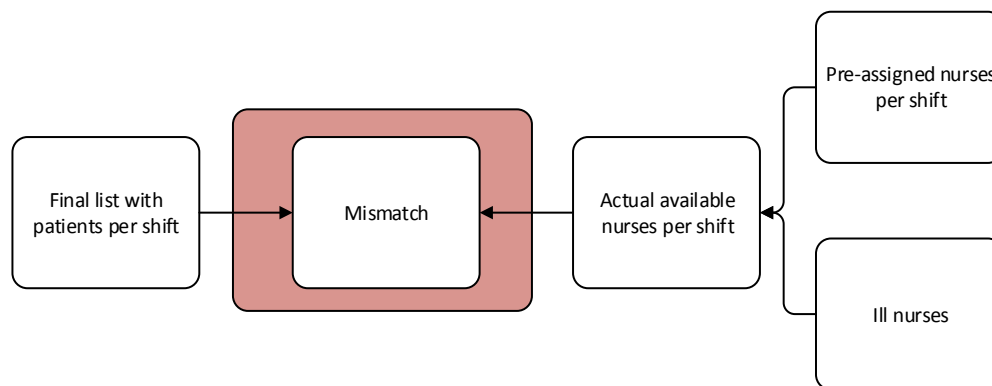 Final list with
patients per shift
Mismatch
Actual available
nurses per shift
Pre-assigned nurses
per shift
Ill nurses